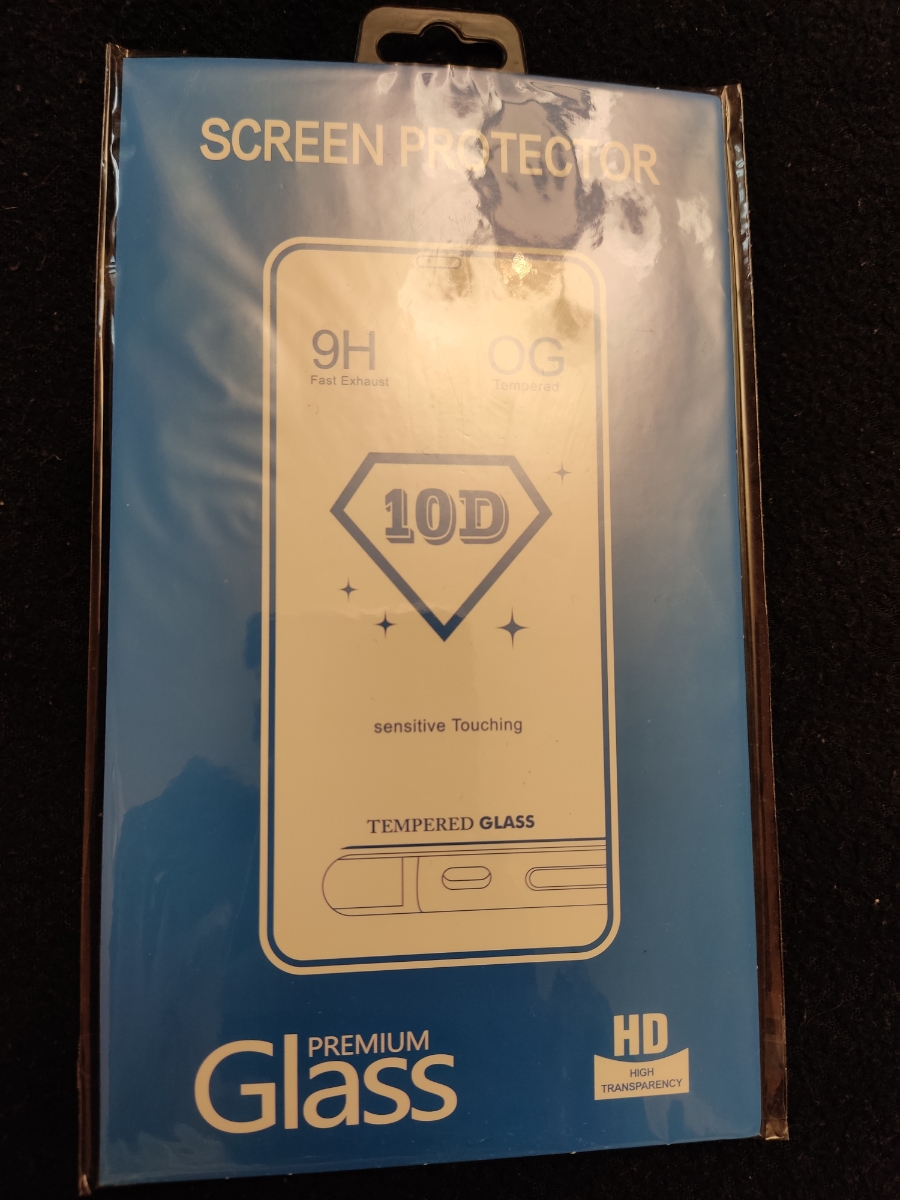 SCREEN PROTECTOR
9H OG
Fast Exhaust Tempered
10D
sensitive Touching
TEMPERED GLASS
PREMIUM
Glass
HD
HIGH
TRANSPARENCY